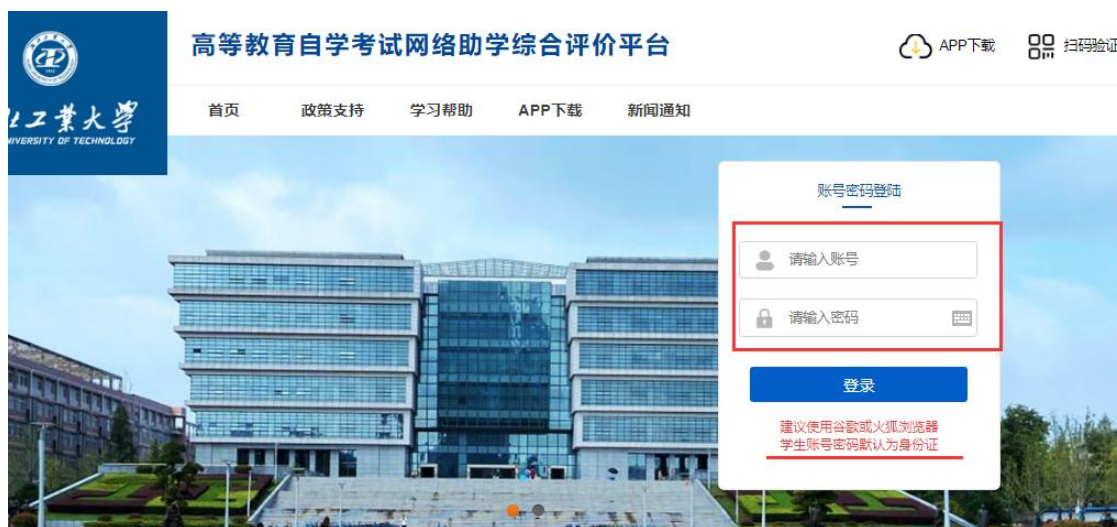 高等教育自学考试网络助学综合评价平台
APP下载
扫码验证
工業大學
UNIVERSITY OF TECHNOLOGY
首页 政策支持 学习帮助 APP下载 新闻通知
账号密码登陆
请输入账号
请输入密码
登录
建议使用谷歌或火狐浏览器
学生账号密码默认为身份证